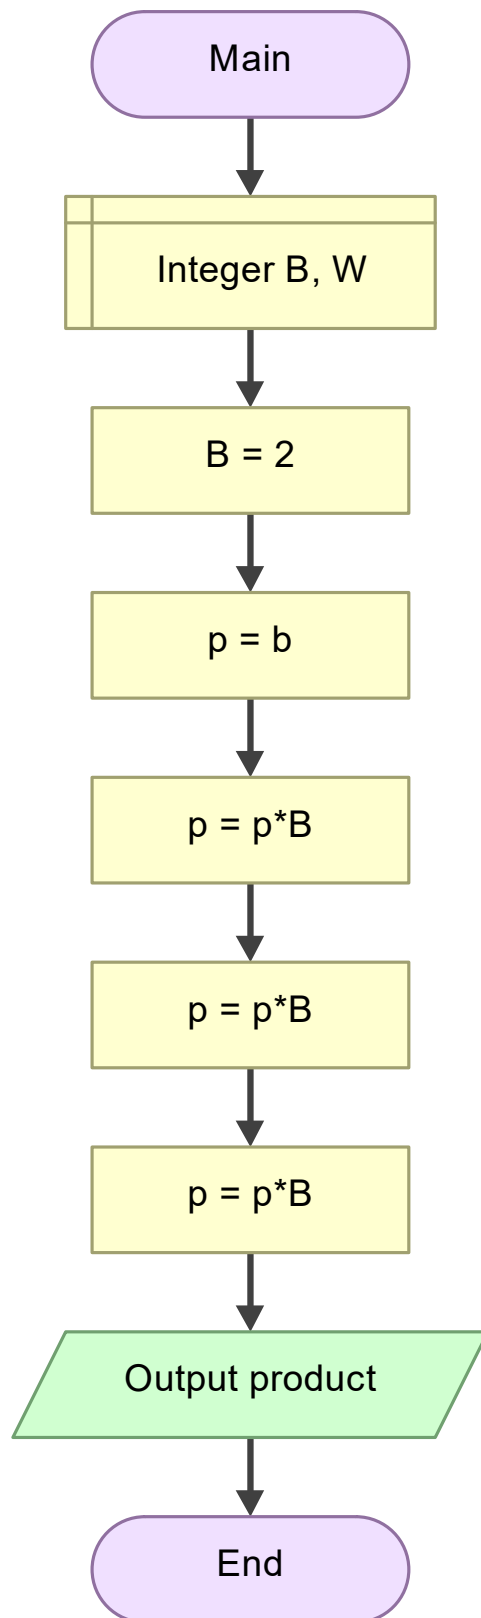 Main
Integer B, W
B = 2
p = b
p = p*B
p = p*B
p = p*B
Output product
End